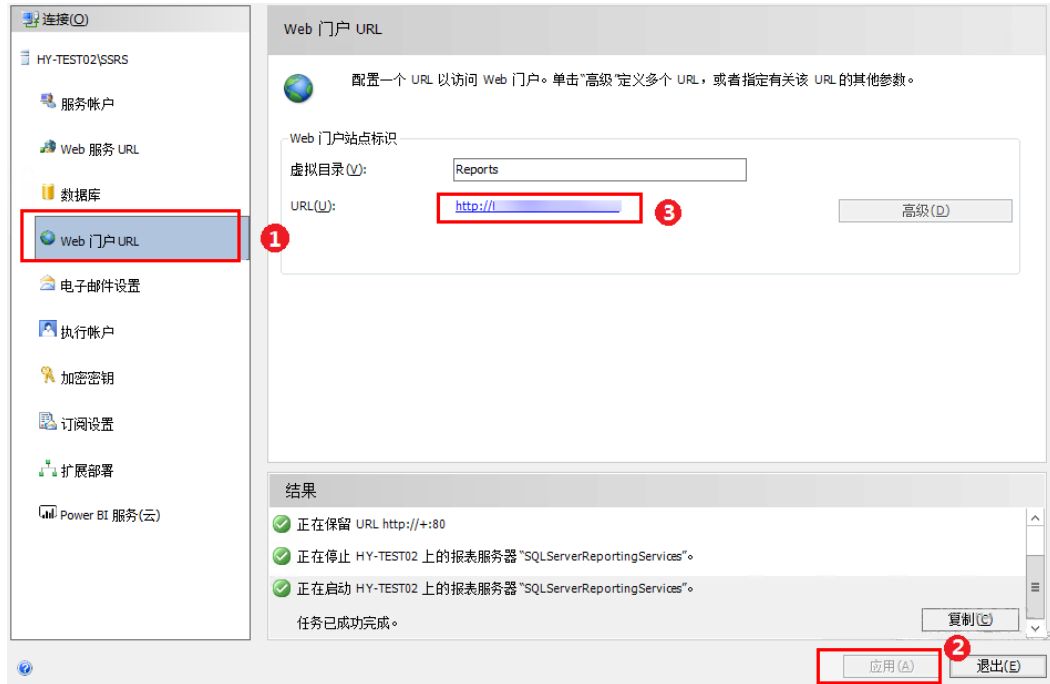 连接(O)
HY-TEST02\SSRS
服务帐户
Web 服务 URL
数据库
Web 门户 URL
电子邮件设置
执行帐户
加密密钥
订阅设置
扩展部署
Power BI 服务(云)
1
Web 门户 URL
配置一个 URL 以访问 Web 门户。单击"高级"定义多个 URL，或者指定有关该 URL 的其他参数。
Web 门户站点标识
虚拟目录(V):
Reports
URL(U):
http://
3
高级(D)
结果
正在保留 URL http://+:80
正在停止 HY-TEST02 上的报表服务器"SQLServerReportingServices"。
正在启动 HY-TEST02 上的报表服务器"SQLServerReportingServices"。
任务已成功完成。
复制(C)
2
应用(A)
退出(E)